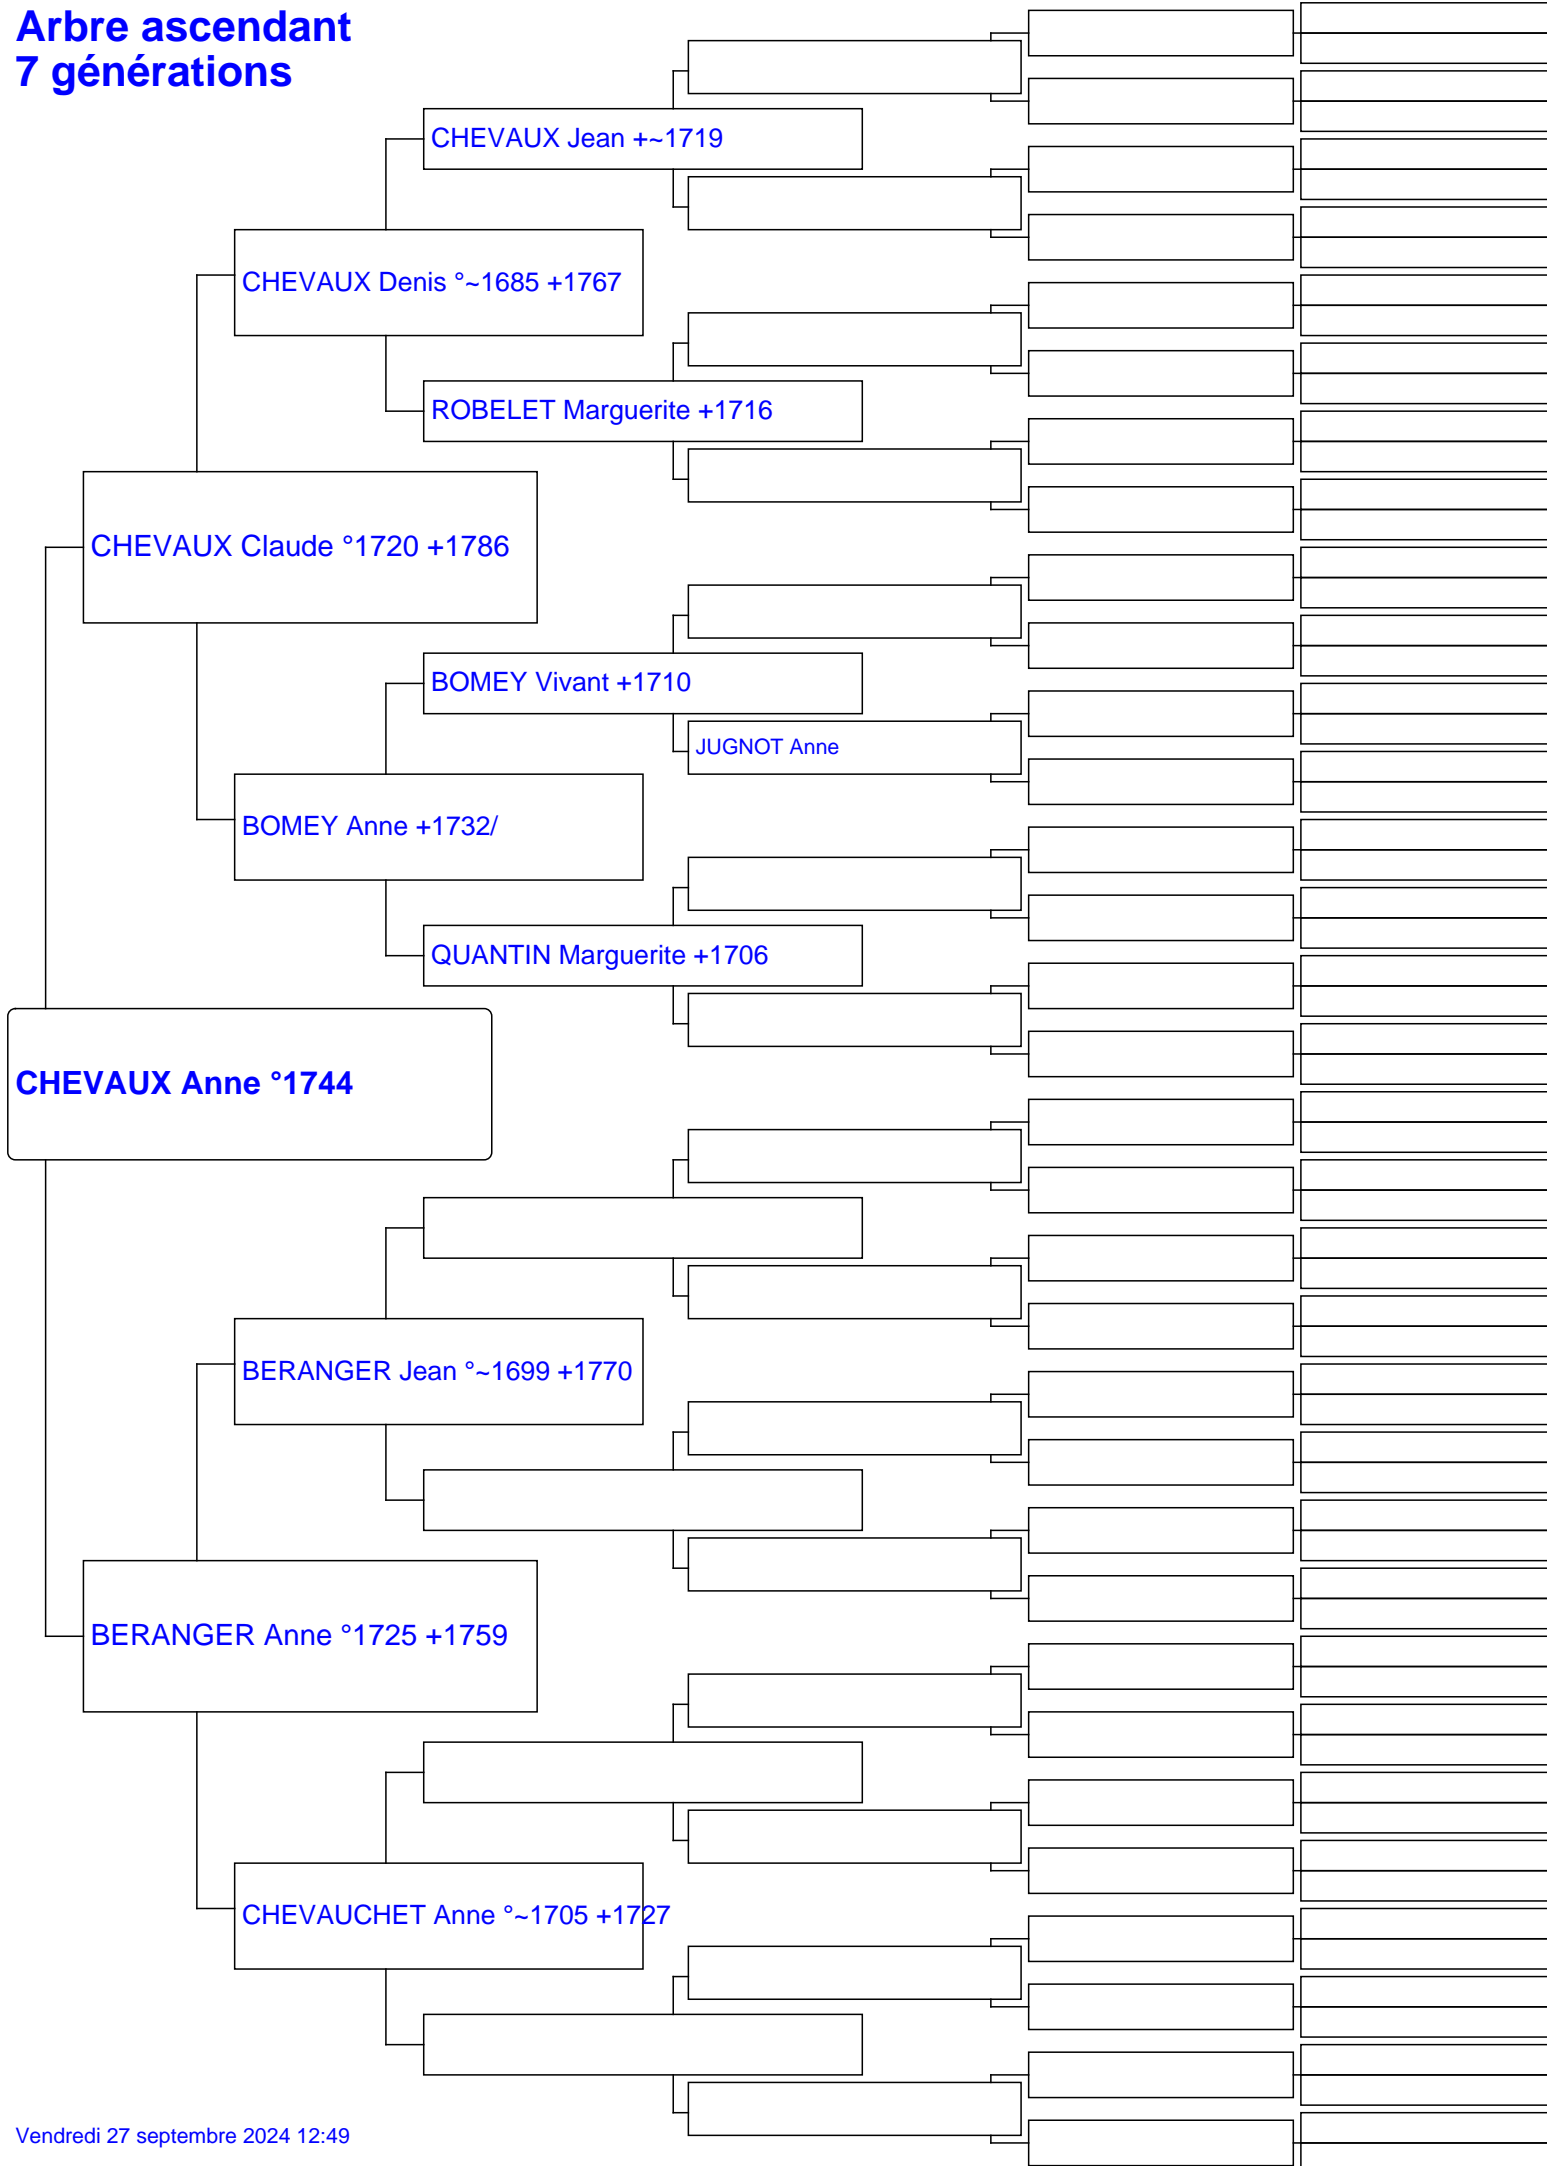 Arbre ascendant
7 générations
CHEVAUX Jean +~1719
CHEVAUX Denis °~1685 +1767
ROBELET Marguerite +1716
CHEVAUX Claude °1720 +1786
BOMEY Vivant +1710
JUGNOT Anne
BOMEY Anne +1732/
QUANTIN Marguerite +1706
CHEVAUX Anne °1744
BERANGER Jean °~1699 +1770
BERANGER Anne °1725 +1759
CHEVAUCHET Anne °~1705 +1727
Vendredi 27 septembre 2024 12:49